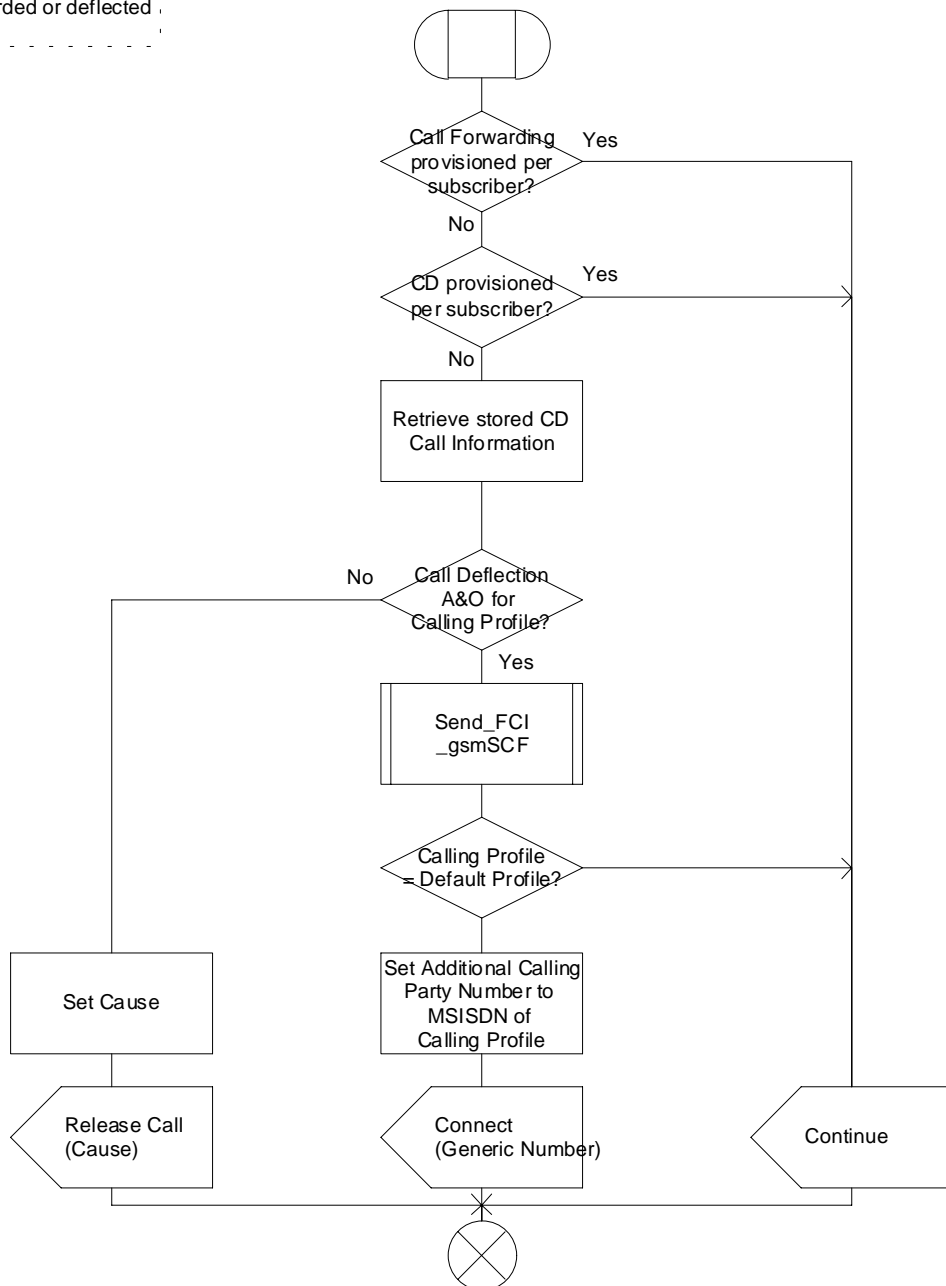 rded or deflected
Call Forwarding
provisioned per
subscriber?
Yes
No
CD provisioned
per subscriber?
Yes
No
Retrieve stored CD
Call Information
Call Deflection
A&O for
Calling Profile?
No
Yes
Send_FCI
_gsmSCF
Calling Profile
= Default Profile?
Set Cause
Set Additional Calling
Party Number to
MSISDN of
Calling Profile
Release Call
(Cause)
Connect
(Generic Number)
Continue